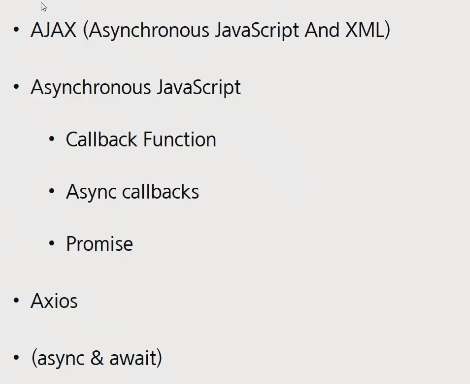 • AJAX (Asynchronous JavaScript And XML)
• Asynchronous JavaScript
• Callback Function
• Async callbacks
• Promise
• Axios
• (async & await)